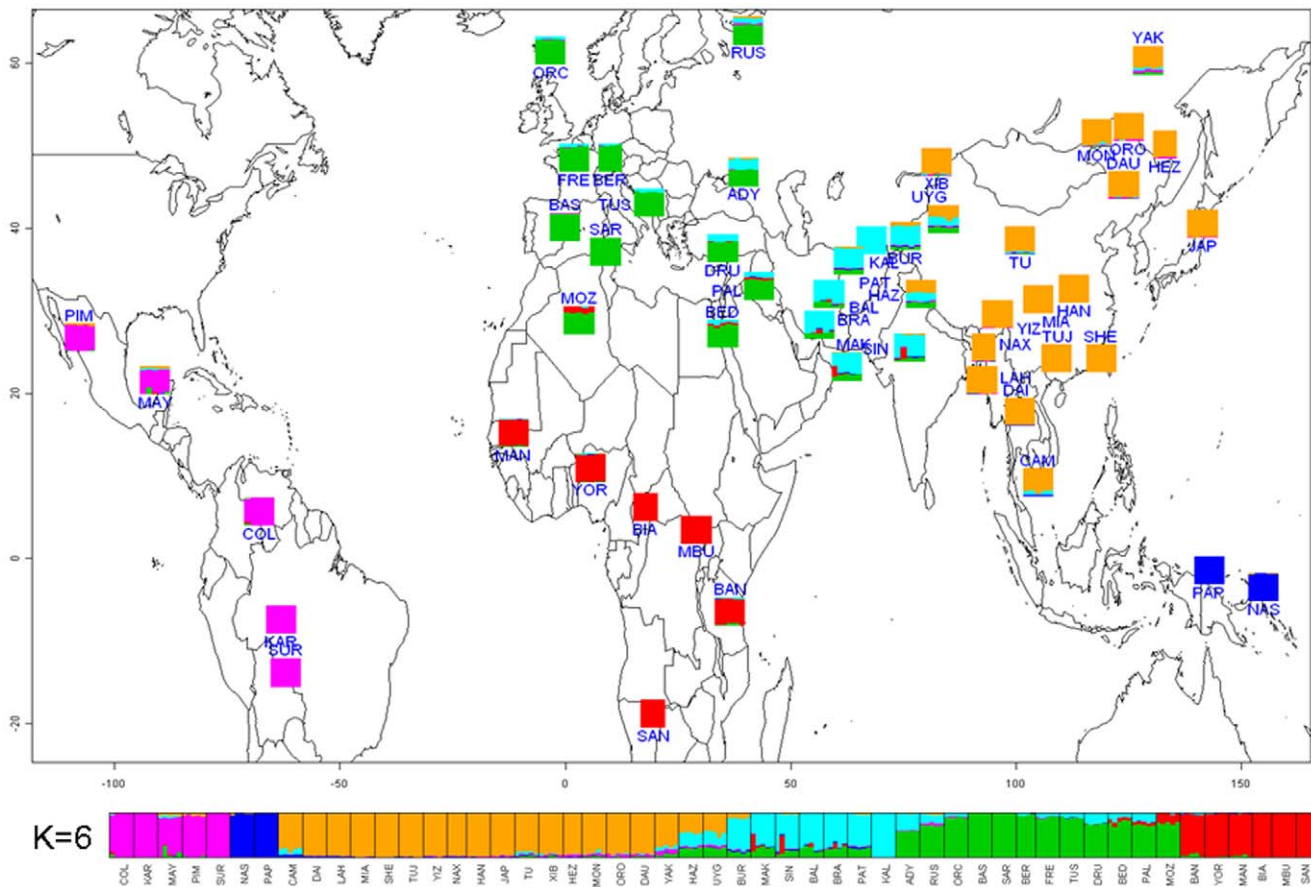 YAK
RUS
ORC
60
MON
ORO
DAU
HEZ
FRE
BER
XIB
ADY
UYG
BAS
TUS
SAR
40
JAP
TU
DRU
KAL
BUR
PAT
HAZ
PAL
BAL
HAN
MOZ
BED
BRA
YIZ
MIA
PIM
MAK
SIN
NAX
TUJ
SHE
LAH
DAI
20
MAY
CAM
MAN
YOR
BIA
COL
MBU
0
BAN
PAP
NAS
KAR
SUR
-20
SAN
-100
-50
0
50
100
150
K=6
COL
KAR
MAY
PIM
SUR
NAS
PAP
CAM
DAI
LAH
MIA
SHE
TUJ
YIZ
NAX
HAN
JAP
TU
XIB
HEZ
MON
ORO
DAU
YAK
HAZ
UYG
BUR
MAK
SIN
BAL
BRA
PAT
KAL
ADY
RUS
ORC
BAS
SAR
BER
FRE
TUS
DRU
BED
PAL
MOZ
BAN
YOR
MAN
BIA
MBU
SAN